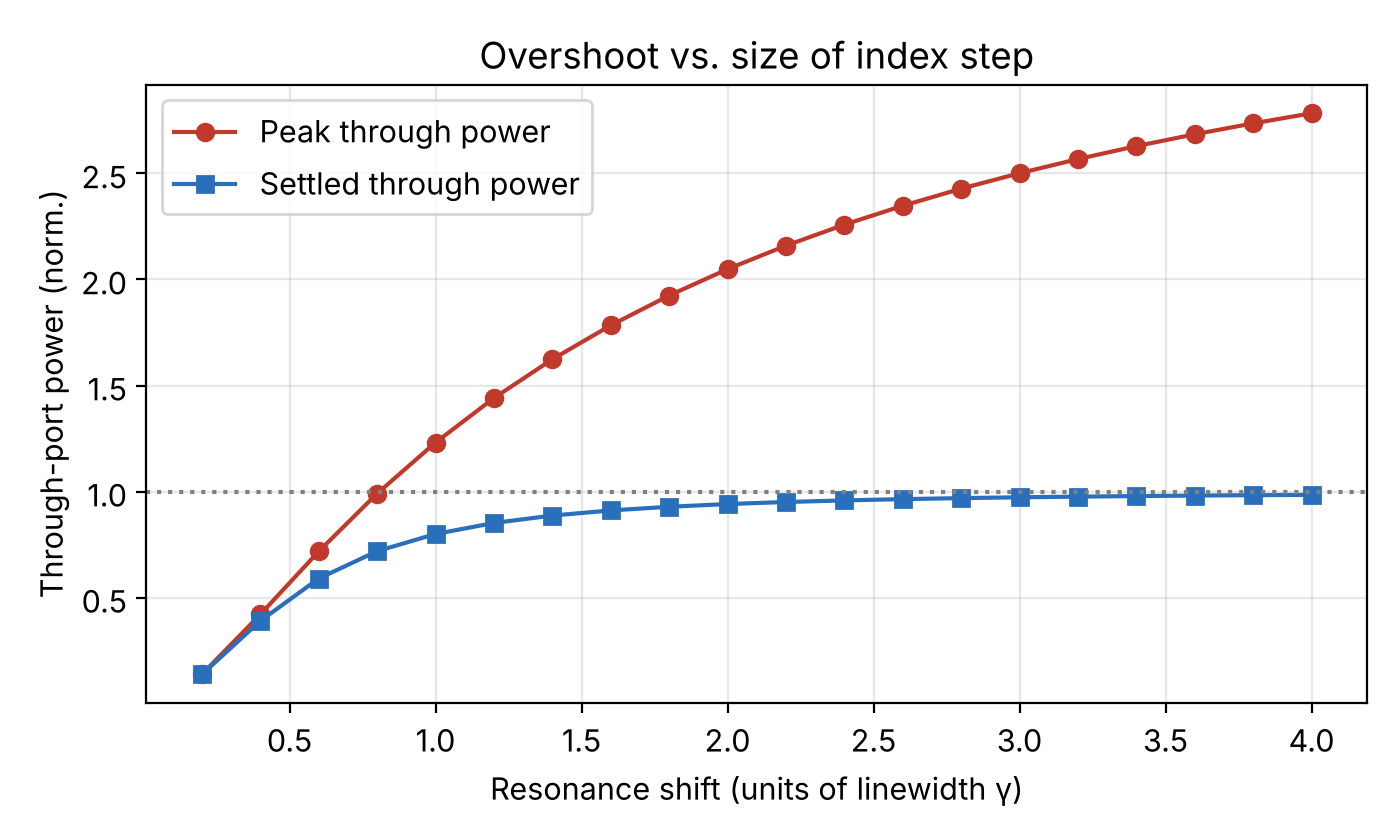 Overshoot vs. size of index step
Peak through power
Settled through power
Through-port power (norm.)
2.5
2.0
1.5
1.0
0.5
0.5 1.0 1.5 2.0 2.5 3.0 3.5 4.0
Resonance shift (units of linewidth γ)